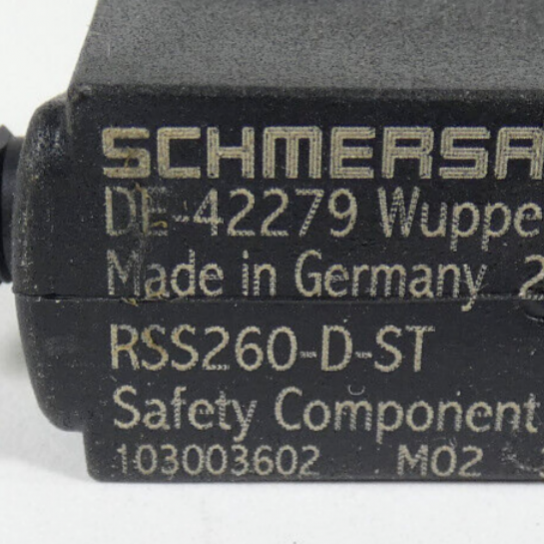 SCHMERSA
DE-42279 Wuppe
Made in Germany 2
RSS260-D-ST
Safety Component
103003602 M02